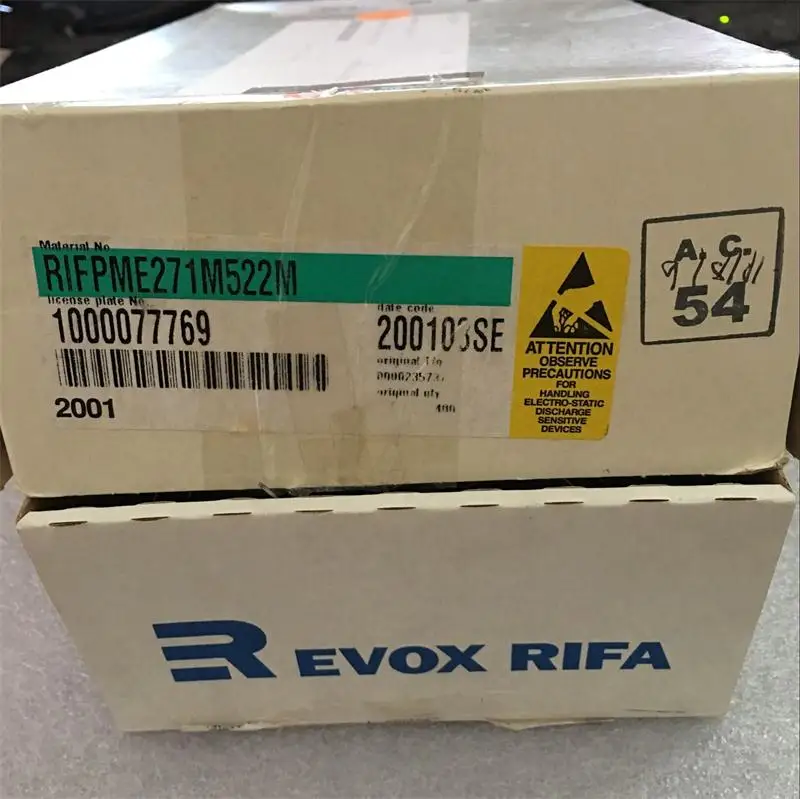 Material No
RIFPME271M522M
license plate No.
1000077769
date code
200103SE
original
original qty
400
2001
ATTENTION
OBSERVE
PRECAUTIONS
FOR
HANDLING
ELECTRO-STATIC
DISCHARGE
SENSITIVE
DEVICES
A. C.
54
EVOX RIFA